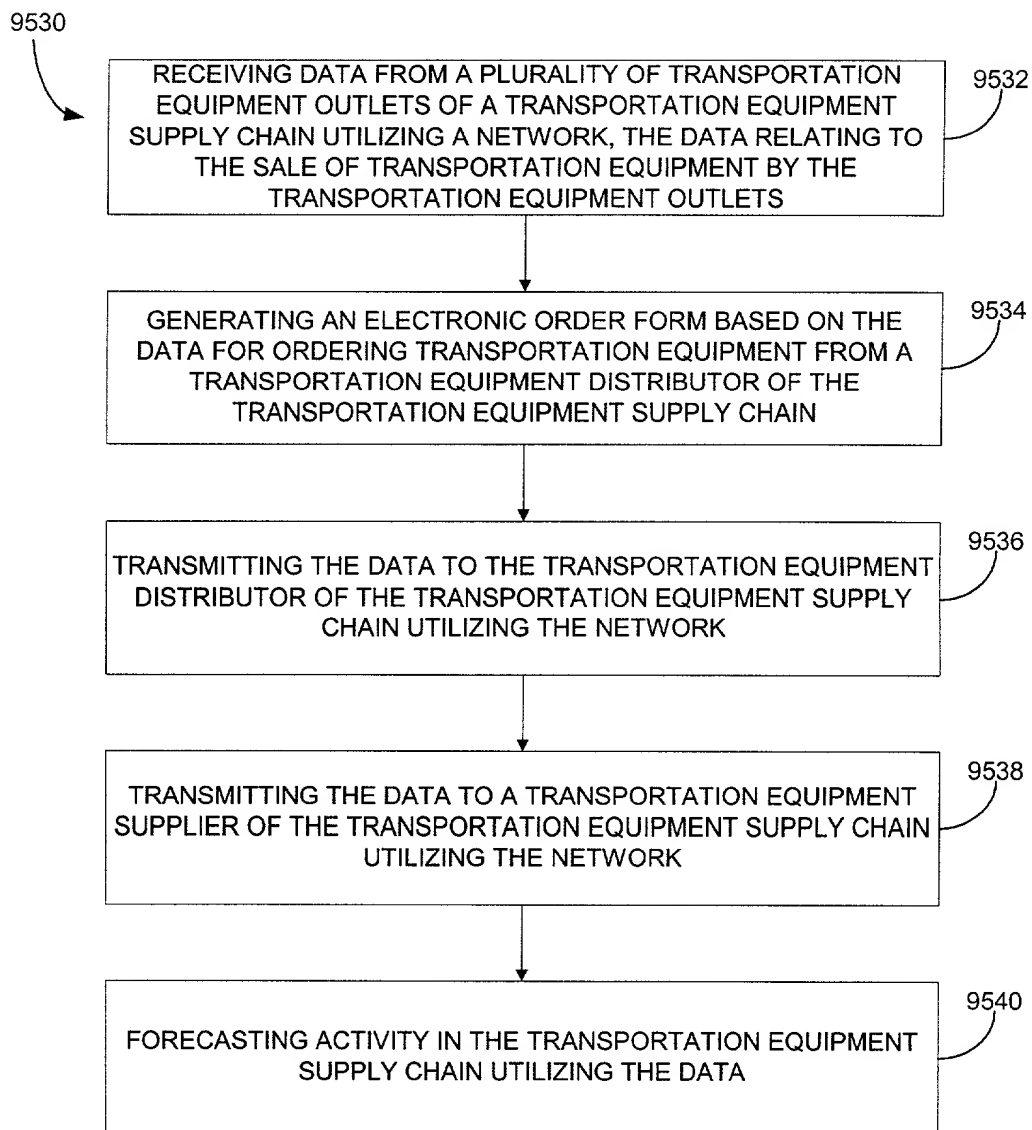 9530
RECEIVING DATA FROM A PLURALITY OF TRANSPORTATION
EQUIPMENT OUTLETS OF A TRANSPORTATION EQUIPMENT
SUPPLY CHAIN UTILIZING A NETWORK, THE DATA RELATING TO
THE SALE OF TRANSPORTATION EQUIPMENT BY THE
TRANSPORTATION EQUIPMENT OUTLETS
9532
GENERATING AN ELECTRONIC ORDER FORM BASED ON THE
DATA FOR ORDERING TRANSPORTATION EQUIPMENT FROM A
TRANSPORTATION EQUIPMENT DISTRIBUTOR OF THE
TRANSPORTATION EQUIPMENT SUPPLY CHAIN
9534
TRANSMITTING THE DATA TO THE TRANSPORTATION EQUIPMENT
DISTRIBUTOR OF THE TRANSPORTATION EQUIPMENT SUPPLY
CHAIN UTILIZING THE NETWORK
9536
TRANSMITTING THE DATA TO A TRANSPORTATION EQUIPMENT
SUPPLIER OF THE TRANSPORTATION EQUIPMENT SUPPLY CHAIN
UTILIZING THE NETWORK
9538
FORECASTING ACTIVITY IN THE TRANSPORTATION EQUIPMENT
SUPPLY CHAIN UTILIZING THE DATA
9540